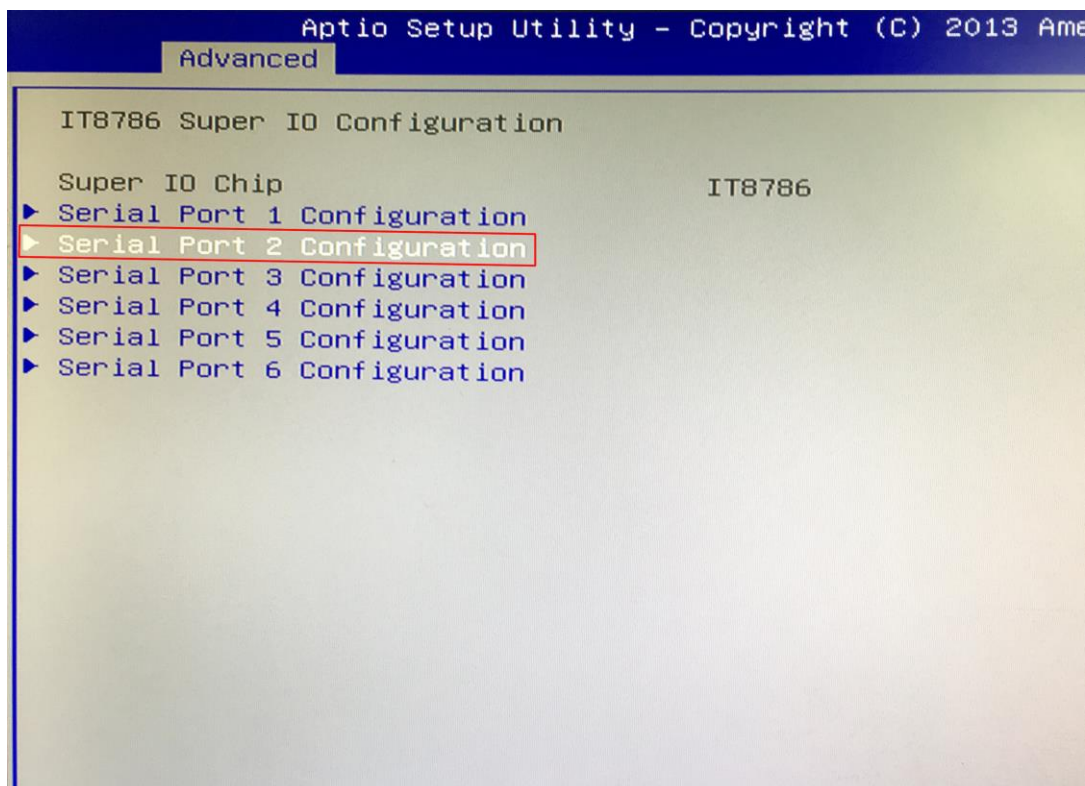 Aptio Setup Utility – Copyright (C) 2013 Ame
Advanced
IT8786 Super IO Configuration
Super IO Chip IT8786
▶ Serial Port 1 Configuration
▶ Serial Port 2 Configuration
▶ Serial Port 3 Configuration
▶ Serial Port 4 Configuration
▶ Serial Port 5 Configuration
▶ Serial Port 6 Configuration